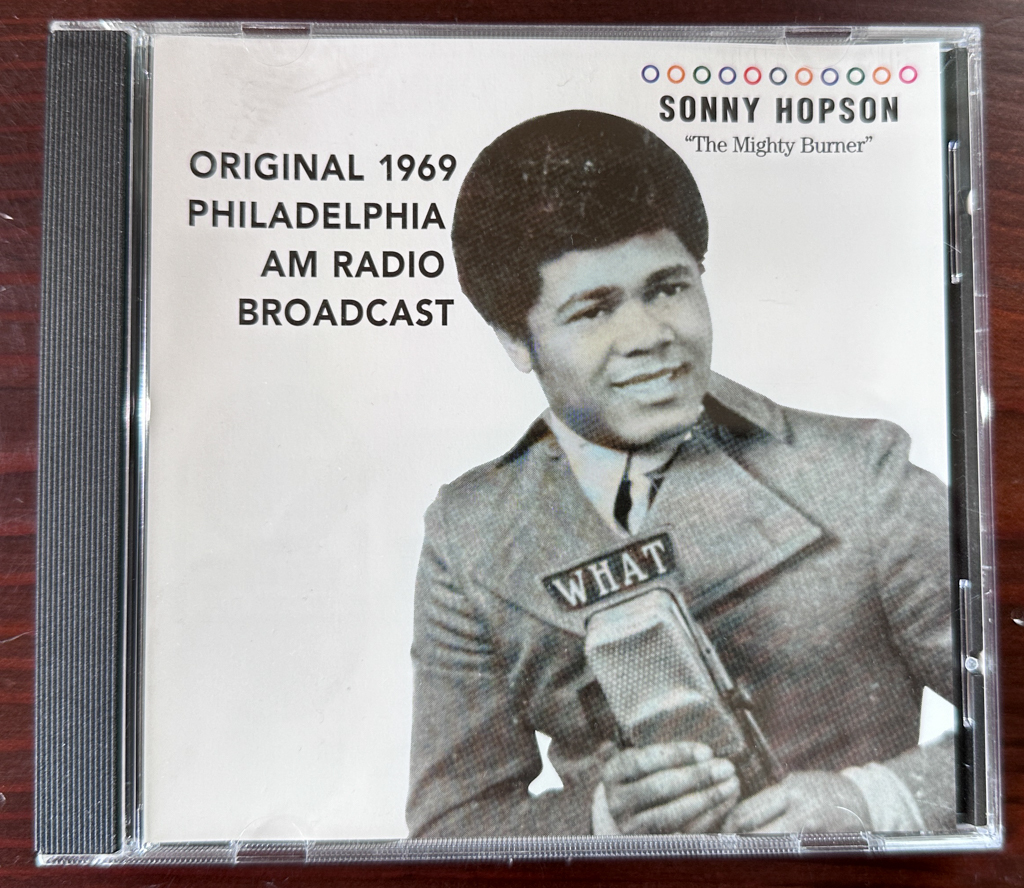 SONNY HOPSON
“The Mighty Burner”
ORIGINAL 1969
PHILADELPHIA
AM RADIO
BROADCAST
WHAT